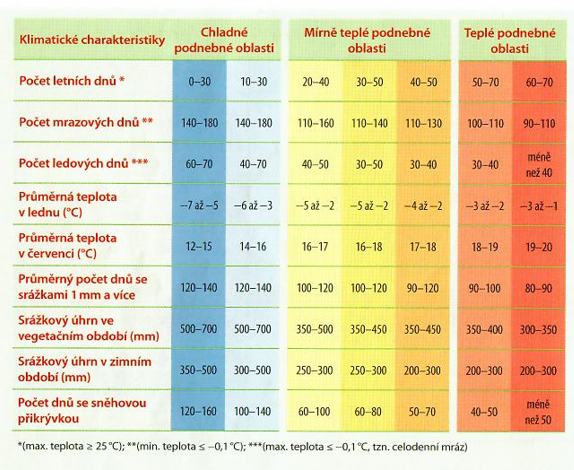 Klimatické charakteristiky Chladné podnebné oblasti Mírně teplé podnebné oblasti Teplé podnebné oblasti
Počet letních dnů * 0–30 10–30 20–40 30–50 40–50 50–70 60–70
Počet mrazových dnů ** 140–180 140–180 110–160 110–140 110–130 100–110 90–110
Počet ledových dnů *** 60–70 40–70 40–50 30–50 30–40 30–40 méně než 40
Průměrná teplota v lednu (°C) −7 až −5 −6 až −3 −5 až −2 −5 až −2 −4 až −2 −3 až −2 −3 až −1
Průměrná teplota v červenci (°C) 12–15 14–16 16–17 16–18 17–18 18–19 19–20
Průměrný počet dnů se srážkami 1 mm a více 120–140 120–140 100–120 100–120 90–120 90–100 80–90
Srážkový úhrn ve vegetačním období (mm) 500–700 500–700 350–500 350–450 350–450 350–400 300–350
Srážkový úhrn v zimním období (mm) 350–500 300–500 250–300 250–300 200–300 200–300 200–300
Počet dnů se sněhovou přikrývkou 120–160 100–140 60–100 60–80 50–70 40–50 méně než 50
*(max. teplota ≥ 25 °C); **(min. teplota ≤ −0,1 °C); ***(max. teplota ≤ −0,1 °C, tzn. celodenní mráz)